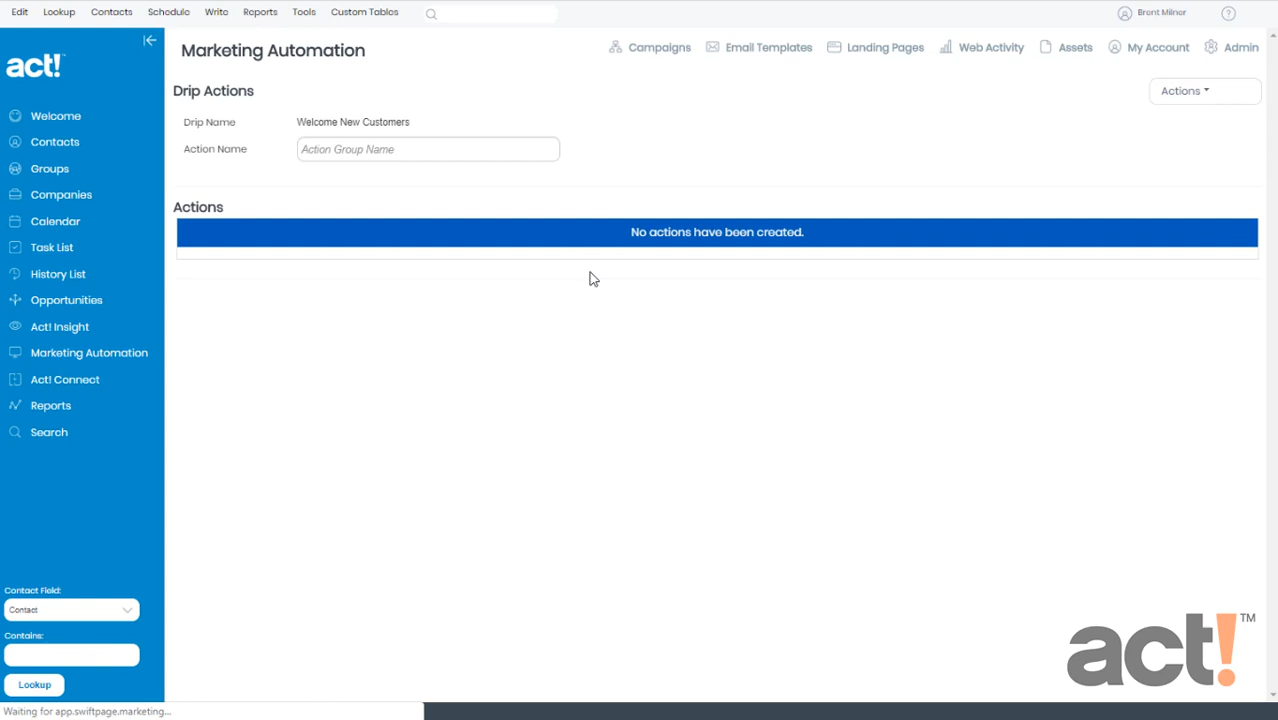 Edit Lookup Contacts Schedule Write Reports Tools Custom Tables Brent Milner ?
act!
Marketing Automation
Campaigns Email Templates Landing Pages Web Activity Assets My Account Admin
Drip Actions
Actions
Drip Name Welcome New Customers
Action Name Action Group Name
Actions
No actions have been created.
Welcome
Contacts
Groups
Companies
Calendar
Task List
History List
Opportunities
Act! Insight
Marketing Automation
Act! Connect
Reports
Search
Contact Field:
Contact
Contains:
Lookup
act! TM
Waiting for app.swiftpage.marketing...